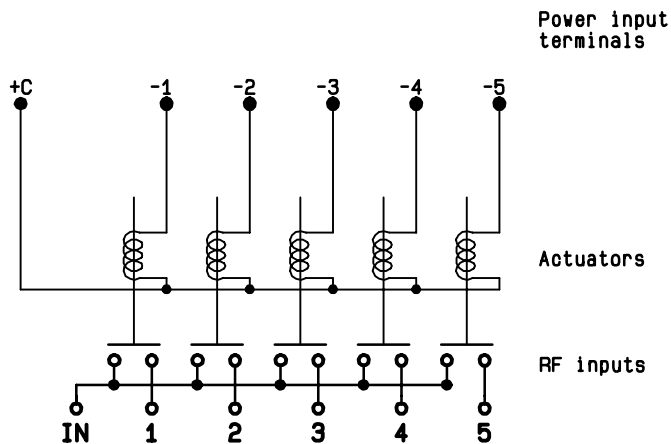 Power input
terminals
+C -1 -2 -3 -4 -5
Actuators
RF inputs
IN 1 2 3 4 5